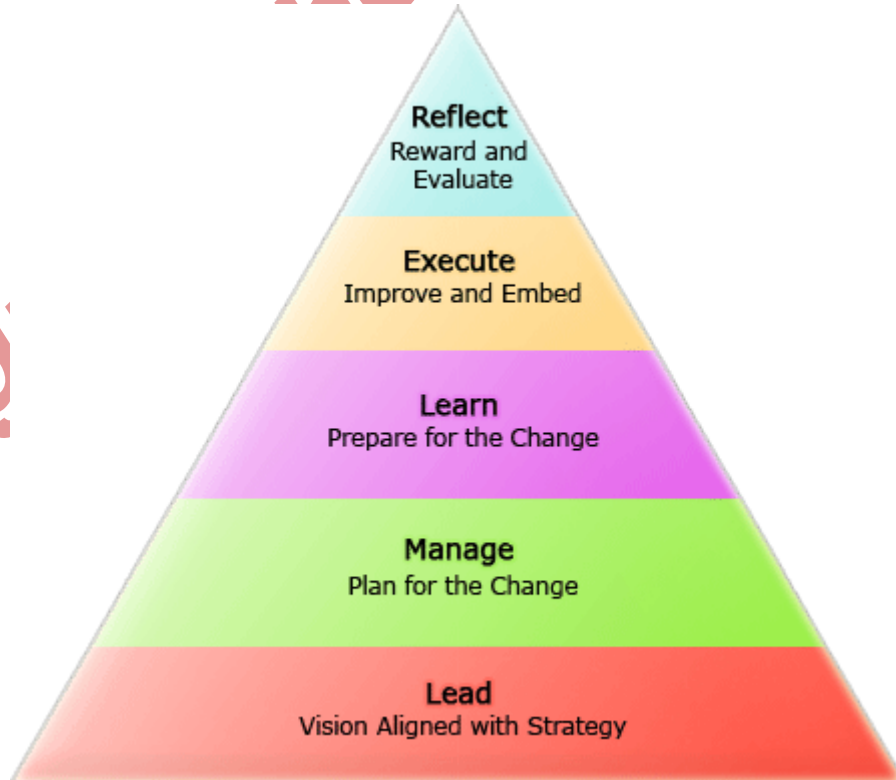 Reflect
Reward and
Evaluate
Execute
Improve and Embed
Learn
Prepare for the Change
Manage
Plan for the Change
Lead
Vision Aligned with Strategy